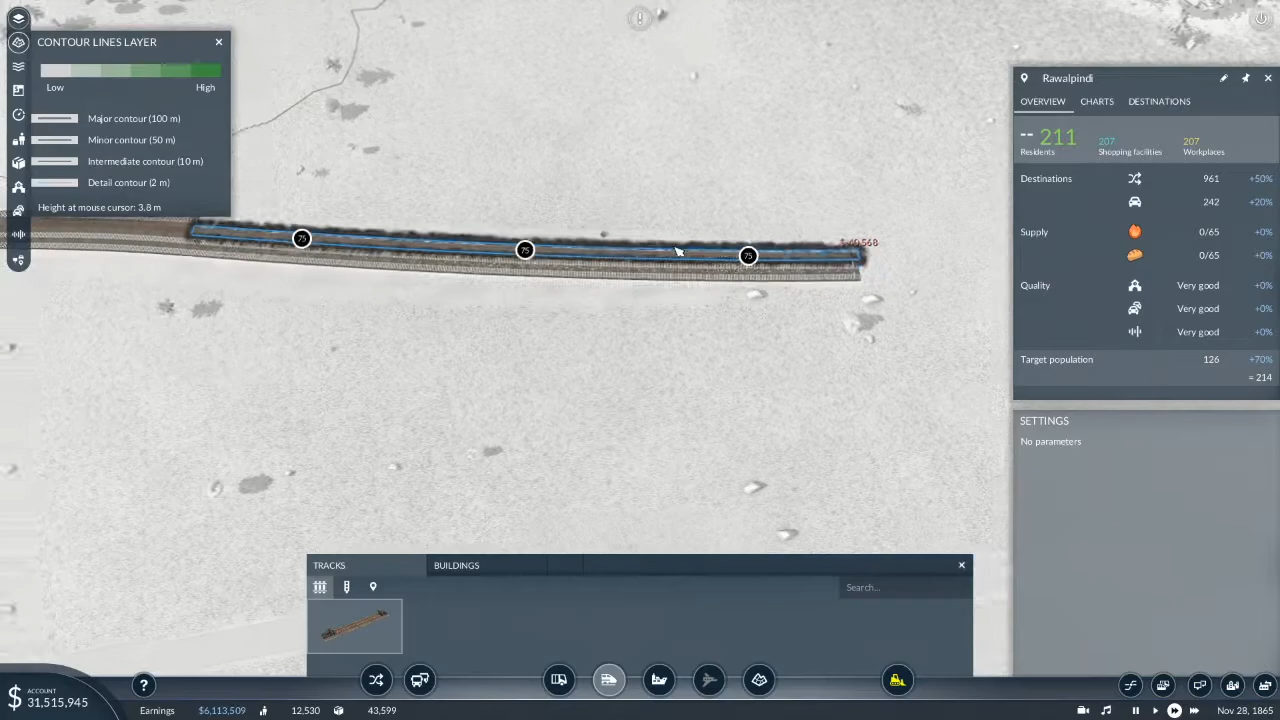 CONTOUR LINES LAYER
Low High
Major contour (100 m)
Minor contour (50 m)
Intermediate contour (10 m)
Detail contour (2 m)
Height at mouse cursor: 3.8 m
75
75
75
Rawalpindi
OVERVIEW CHARTS DESTINATIONS
-- 211 207 207
Residents Shopping facilities Workplaces
Destinations 961 +50%
242 +20%
Supply 0/65 +0%
0/65 +0%
Quality Very good +0%
Very good +0%
Very good +0%
Target population 126 +70%
= 214
SETTINGS
No parameters
TRACKS BUILDINGS
Search...
$ ACCOUNT
31,515,945
?
Earnings $6,113,509 12,530 43,599
Nov 28, 1865